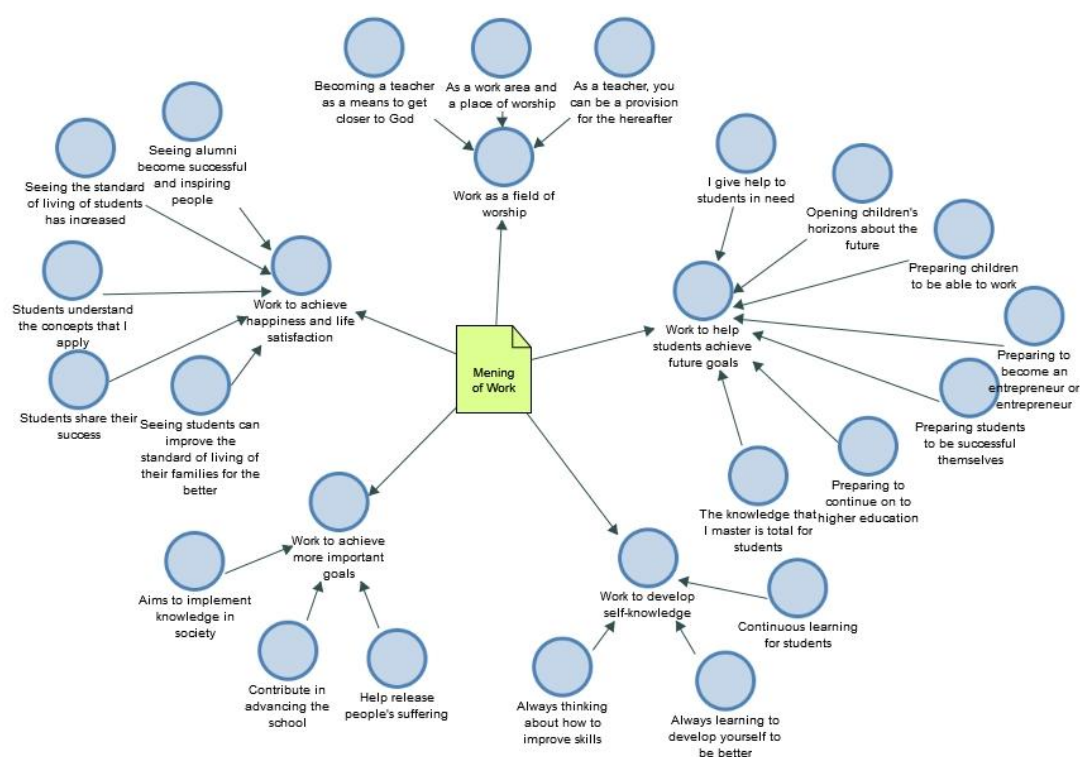 Becoming a teacher
as a means to get
closer to God
As a work area and
a place of worship
As a teacher, you
can be a provision
for the hereafter
Work as a field of
worship
Seeing alumni
become successful
and inspiring
people
Seeing the standard
of living of students
has increased
Students understand
the concepts that I
apply
Students share their
success
Seeing students can
improve the
standard of living of
their families for the
better
Work to achieve
happiness and life
satisfaction
I give help to
students in need
Opening children's
horizons about the
future
Preparing children
to be able to work
Preparing to
become an
entrepreneur or
entrepreneur
Preparing students
to be successful
themselves
Preparing to
continue on to
higher education
The knowledge that
I master is total for
students
Work to help
students achieve
future goals
Mening
of Work
Work to achieve
more important
goals
Aims to implement
knowledge in
society
Contribute in
advancing the
school
Help release
people's suffering
Work to develop
self-knowledge
Continuous learning
for students
Always thinking
about how to
improve skills
Always learning to
develop yourself to
be better